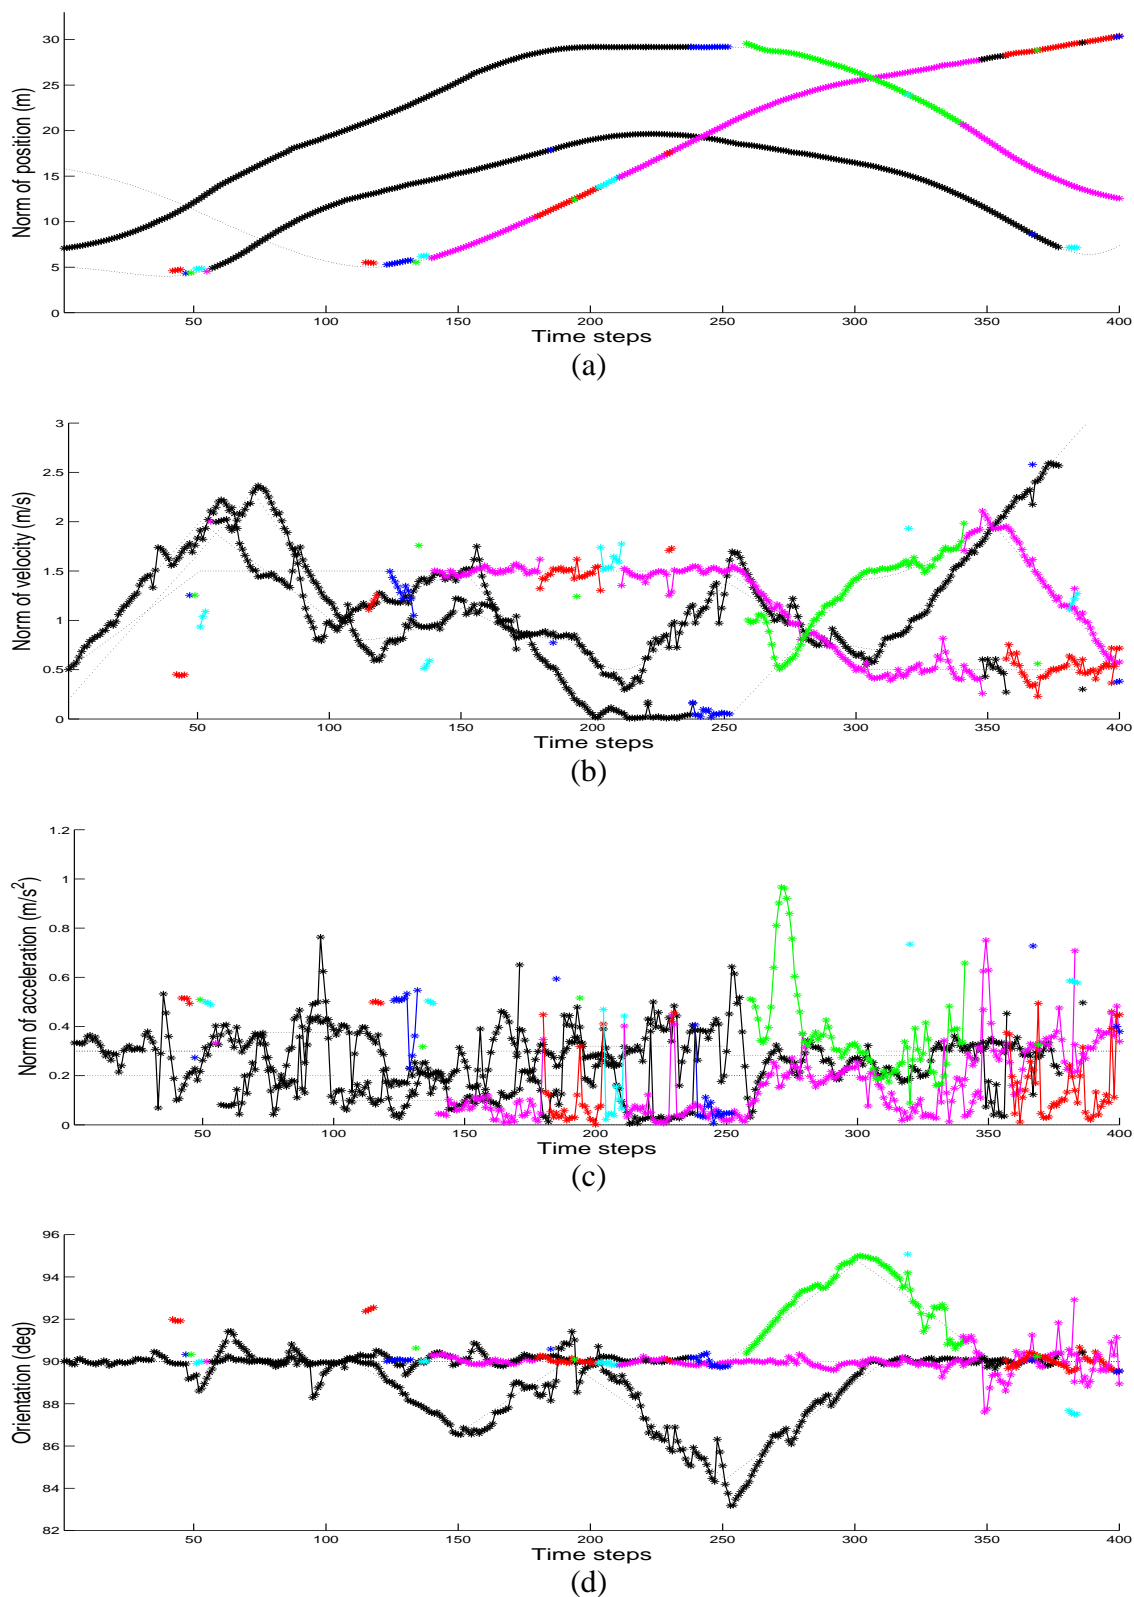 30
25
20
15
10
5
0
Norm of position (m)
50 100 150 200 250 300 350 400
Time steps
(a)
3
2.5
2
1.5
1
0.5
0
Norm of velocity (m/s)
50 100 150 200 250 300 350 400
Time steps
(b)
1.2
1
0.8
0.6
0.4
0.2
0
Norm of acceleration (m/s²)
50 100 150 200 250 300 350 400
Time steps
(c)
96
94
92
90
88
86
84
82
Orientation (deg)
50 100 150 200 250 300 350 400
Time steps
(d)